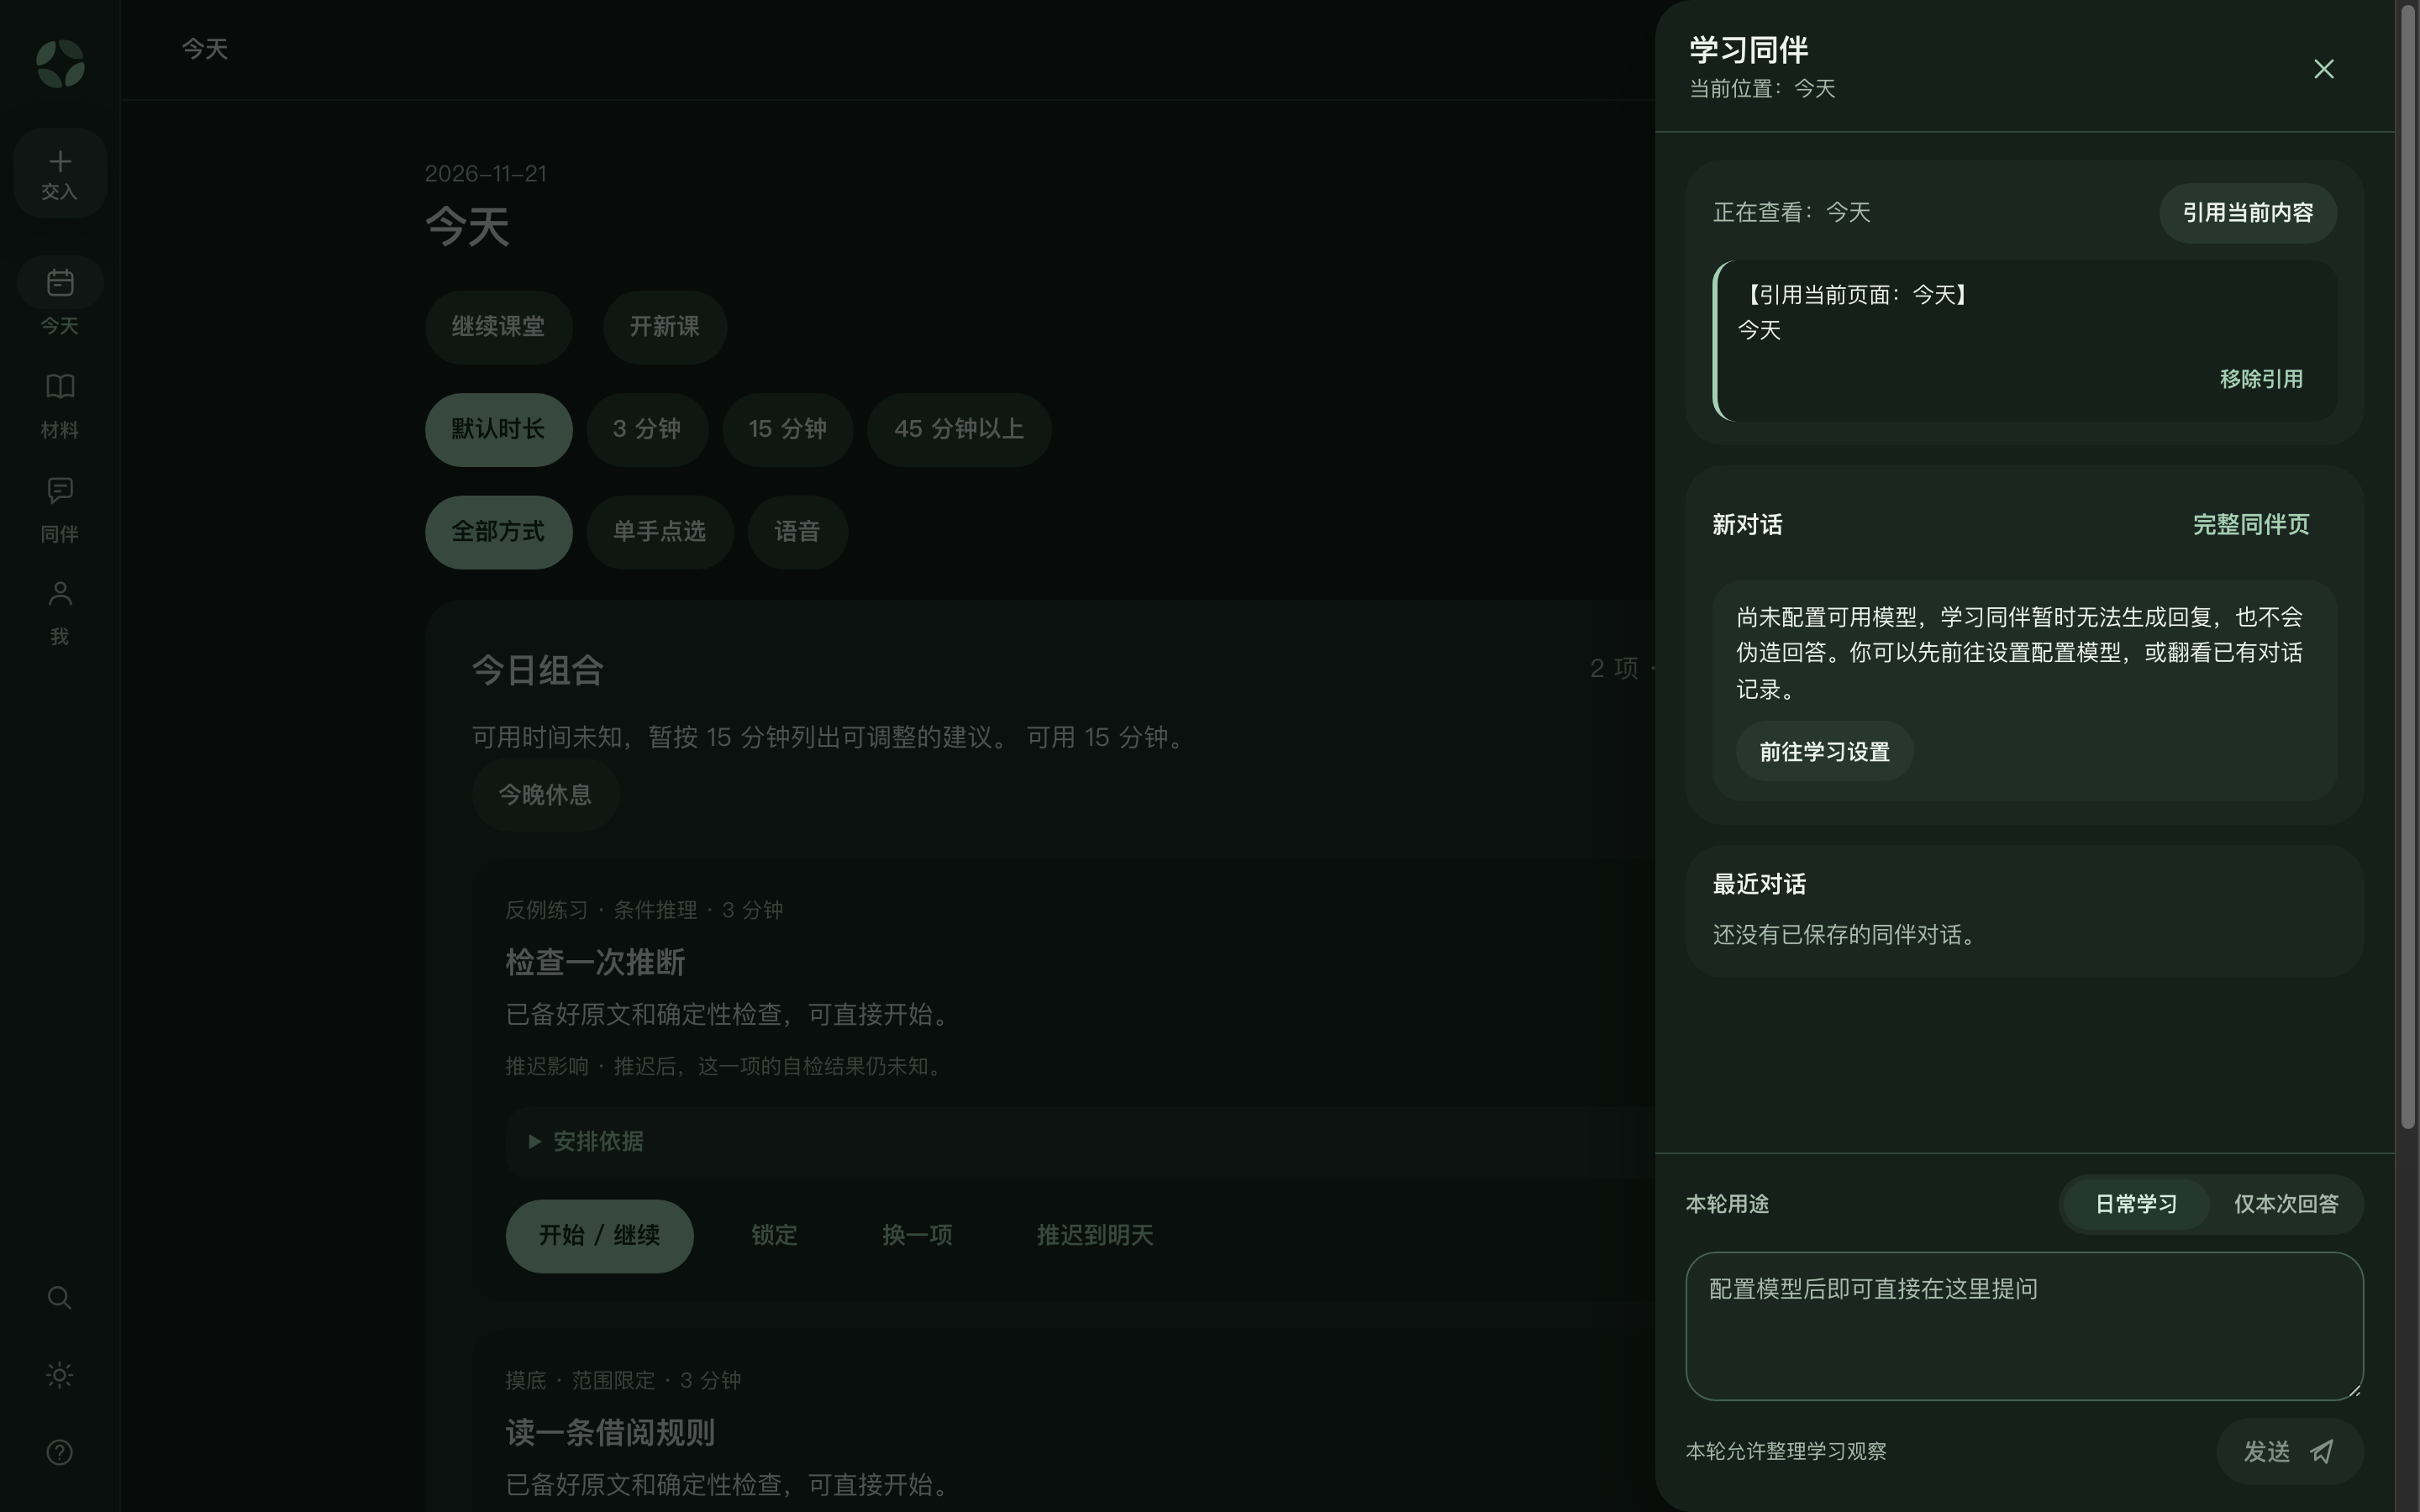 交入
今天
材料
同伴
我
今天
2026–11–21
今天
继续课堂 开新课
默认时长 3 分钟 15 分钟 45 分钟以上
全部方式 单手点选 语音
今日组合 2 项 ·
可用时间未知，暂按 15 分钟列出可调整的建议。 可用 15 分钟。
今晚休息
反例练习 · 条件推理 · 3 分钟
检查一次推断
已备好原文和确定性检查，可直接开始。
推迟影响 · 推迟后，这一项的自检结果仍未知。
安排依据
开始 / 继续 锁定 换一项 推迟到明天
摸底 · 范围限定 · 3 分钟
读一条借阅规则
已备好原文和确定性检查，可直接开始。
学习同伴
当前位置：今天
正在查看：今天 引用当前内容
【引用当前页面：今天】
今天
移除引用
新对话 完整同伴页
尚未配置可用模型，学习同伴暂时无法生成回复，也不会
伪造回答。你可以先前往设置配置模型，或翻看已有对话
记录。
前往学习设置
最近对话
还没有已保存的同伴对话。
本轮用途 日常学习 仅本次回答
配置模型后即可直接在这里提问
本轮允许整理学习观察 发送